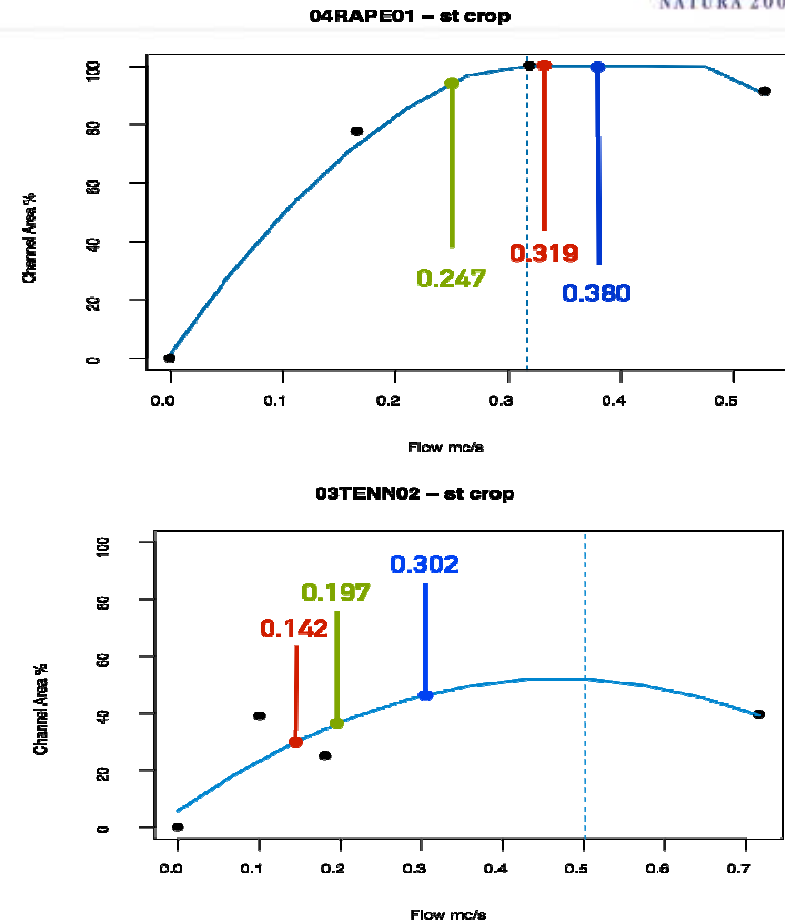 NATURA 200
04RAPE01 – st crop
100
80
60
40
20
0
Channel Area %
0.247
0.319
0.380
0.0 0.1 0.2 0.3 0.4 0.5
Flow mc/s
03TENN02 – st crop
100
80
60
40
20
0
Channel Area %
0.302
0.197
0.142
0.0 0.1 0.2 0.3 0.4 0.5 0.6 0.7
Flow mc/s